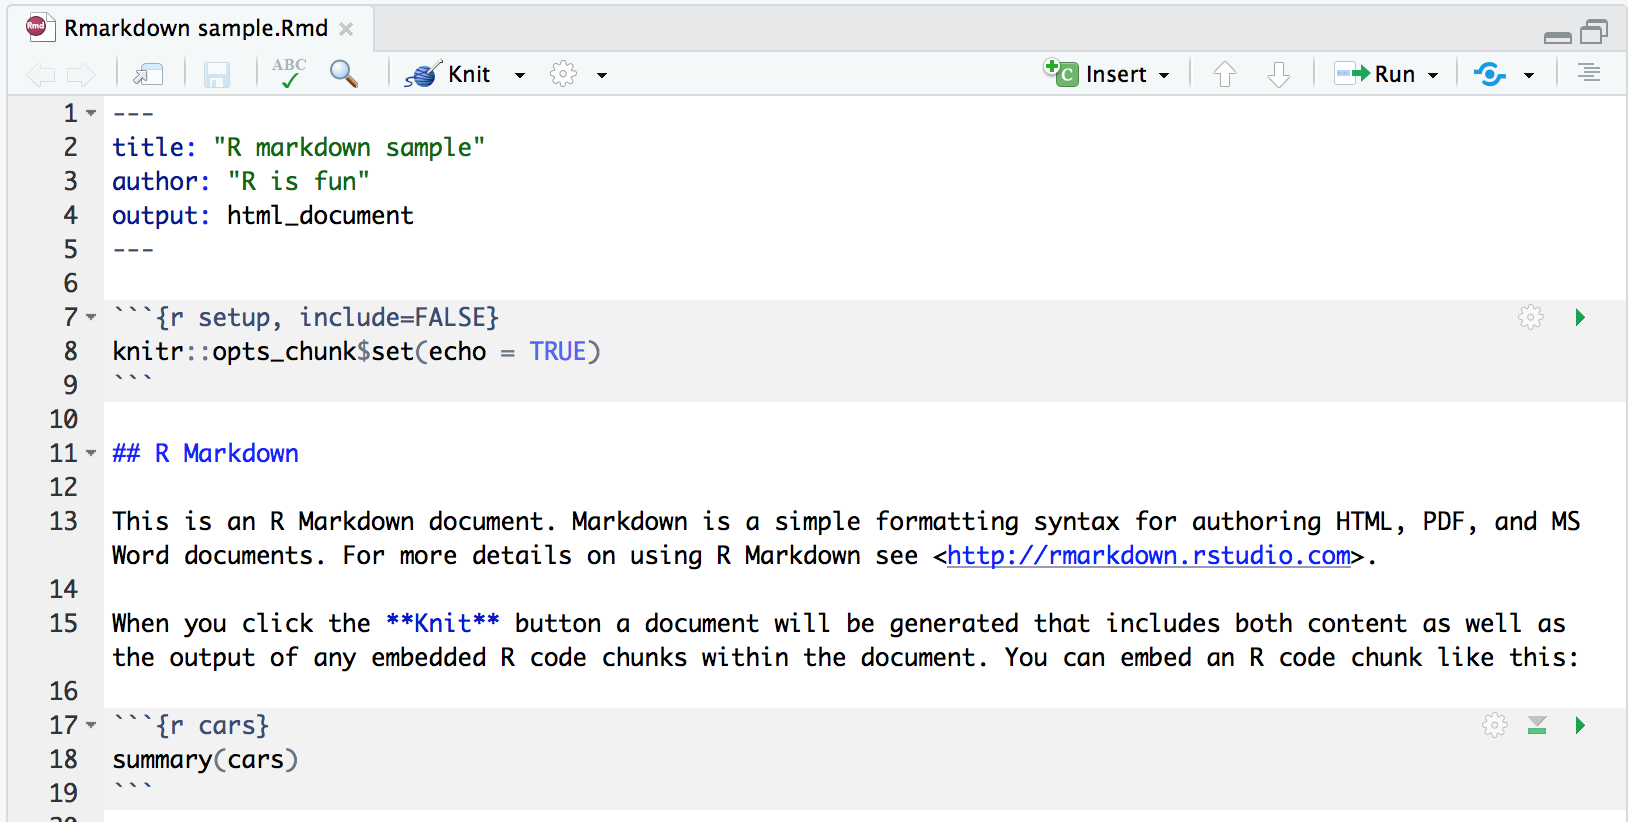 Rmd Rmarkdown sample.Rmd ×
ABC Knit C Insert Run
1 ---
2 title: "R markdown sample"
3 author: "R is fun"
4 output: html_document
5 ---
6
7 ```{r setup, include=FALSE}
8 knitr::opts_chunk$set(echo = TRUE)
9 ```
10
11 ## R Markdown
12
13 This is an R Markdown document. Markdown is a simple formatting syntax for authoring HTML, PDF, and MS
Word documents. For more details on using R Markdown see <http://rmarkdown.rstudio.com>.
14
15 When you click the **Knit** button a document will be generated that includes both content as well as
the output of any embedded R code chunks within the document. You can embed an R code chunk like this:
16
17 ```{r cars}
18 summary(cars)
19 ```